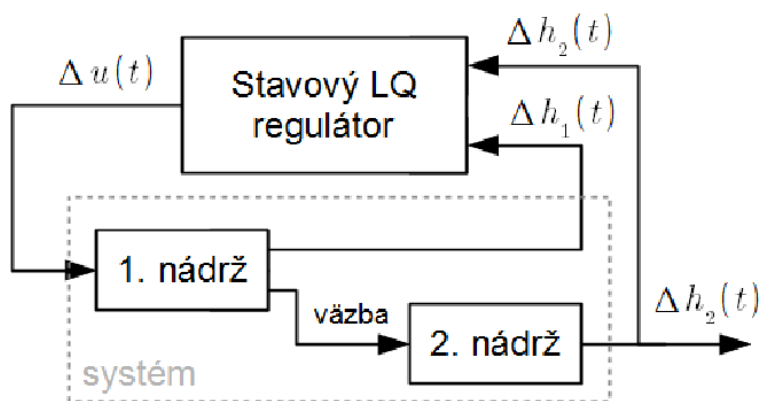 Δu(t)
Stavový LQ
regulátor
Δh₂(t)
Δh₁(t)
1. nádrž
väzba
2. nádrž
Δh₂(t)
systém